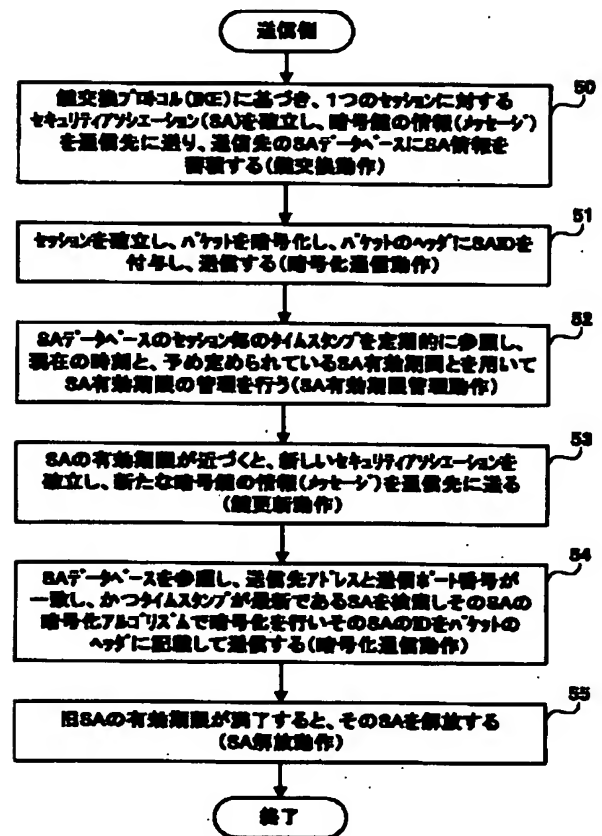 送信側
鍵交換プロトコル(IKE)に基づき、1つのセッションに対する
セキュリティアソシエーション(SA)を確立し、暗号鍵の情報(メッセージ)
を通信先に送り、通信先のSAデータベースにSA情報を
蓄積する(鍵交換動作)
50
セッションを確立し、パケットを暗号化し、パケットのヘッダにSAIDを
付与し、送信する(暗号化通信動作)
51
SAデータベースのセッション毎のタイムスタンプを定期的に参照し、
現在の時刻と、予め定められているSA有効期間とを用いて
SA有効期限の管理を行う(SA有効期限管理動作)
52
SAの有効期限が近づくと、新しいセキュリティアソシエーションを
確立し、新たな暗号鍵の情報(メッセージ)を通信先に送る
(鍵更新動作)
53
SAデータベースを参照し、送信先アドレスと送信ポート番号が
一致し、かつタイムスタンプが最新であるSAを検索しそのSAの
暗号化アルゴリズムで暗号化を行いそのSAのIDをパケットの
ヘッダに記載して送信する(暗号化通信動作)
54
旧SAの有効期限が満了すると、そのSAを解放する
(SA解放動作)
55
終了